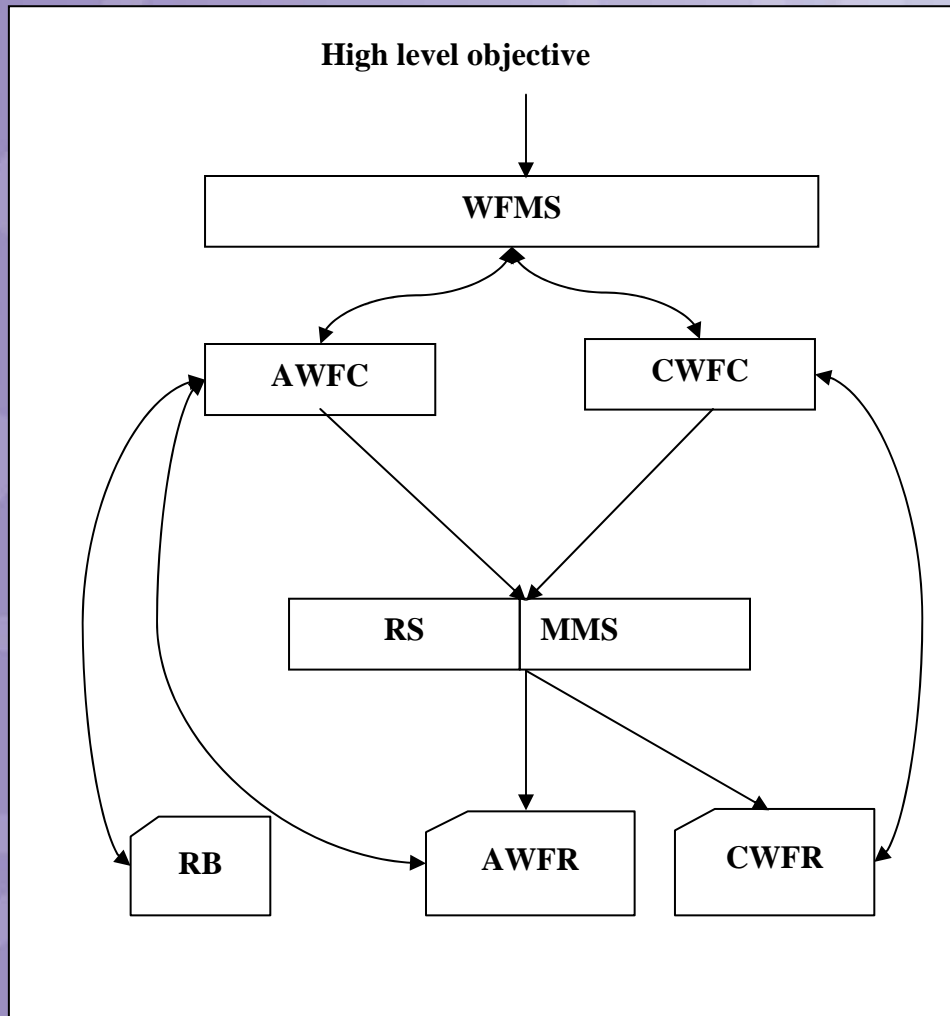 High level objective
WFMS
AWFC
CWFC
RS
MMS
RB
AWFR
CWFR